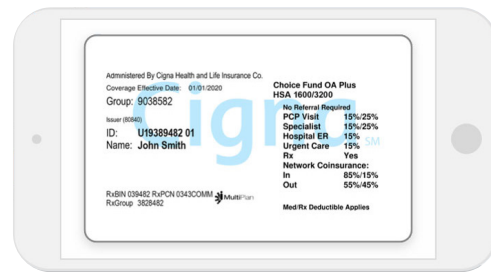 Administered By Cigna Health and Life Insurance Co.
Coverage Effective Date: 01/01/2020
Group: 9038582
Issuer (80840)
ID: U19389482 01
Name: John Smith
RxBIN 039482 RxPCN 0343COMM
RxGroup 3828482
MultiPlan
Cigna SM
Choice Fund OA Plus
HSA 1600/3200
No Referral Required
PCP Visit 15%/25%
Specialist 15%/25%
Hospital ER 15%
Urgent Care 15%
Rx Yes
Network Coinsurance:
In 85%/15%
Out 55%/45%
Med/Rx Deductible Applies